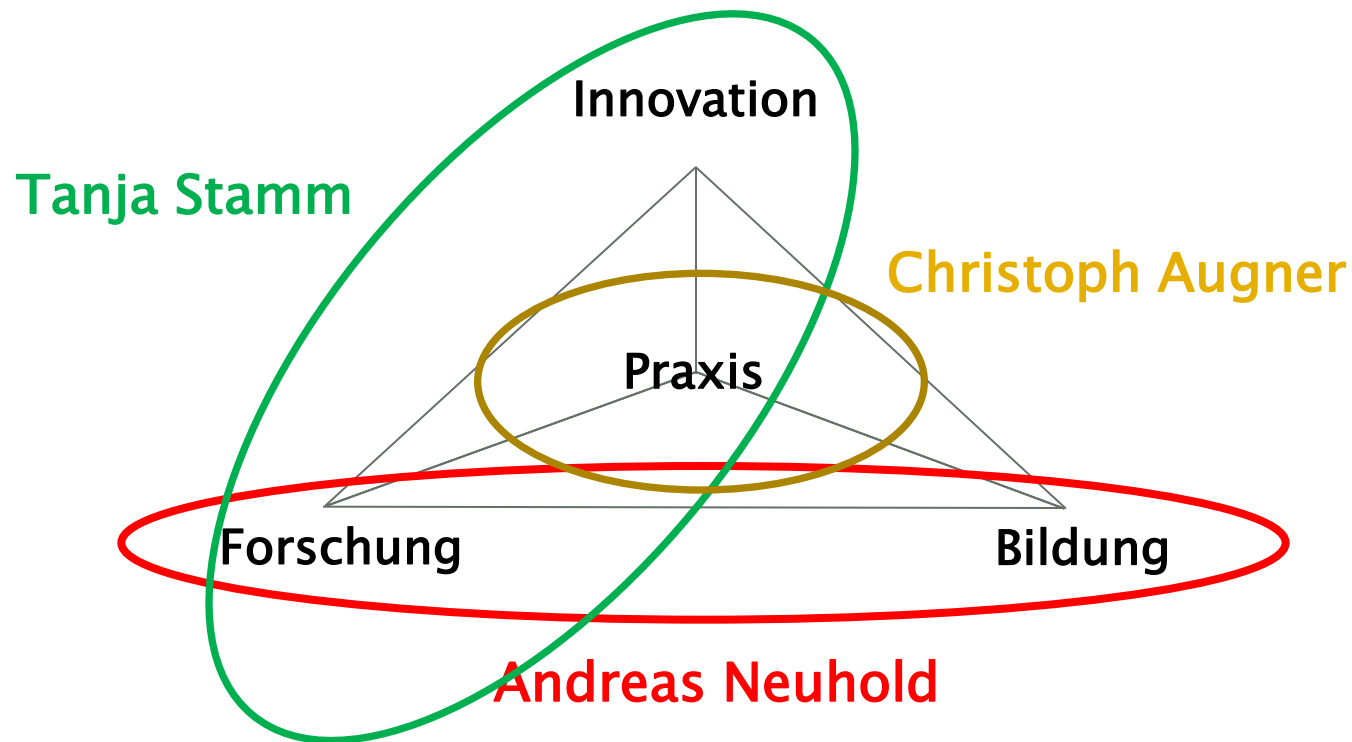 Innovation
Tanja Stamm
Christoph Augner
Praxis
Forschung
Bildung
Andreas Neuhold